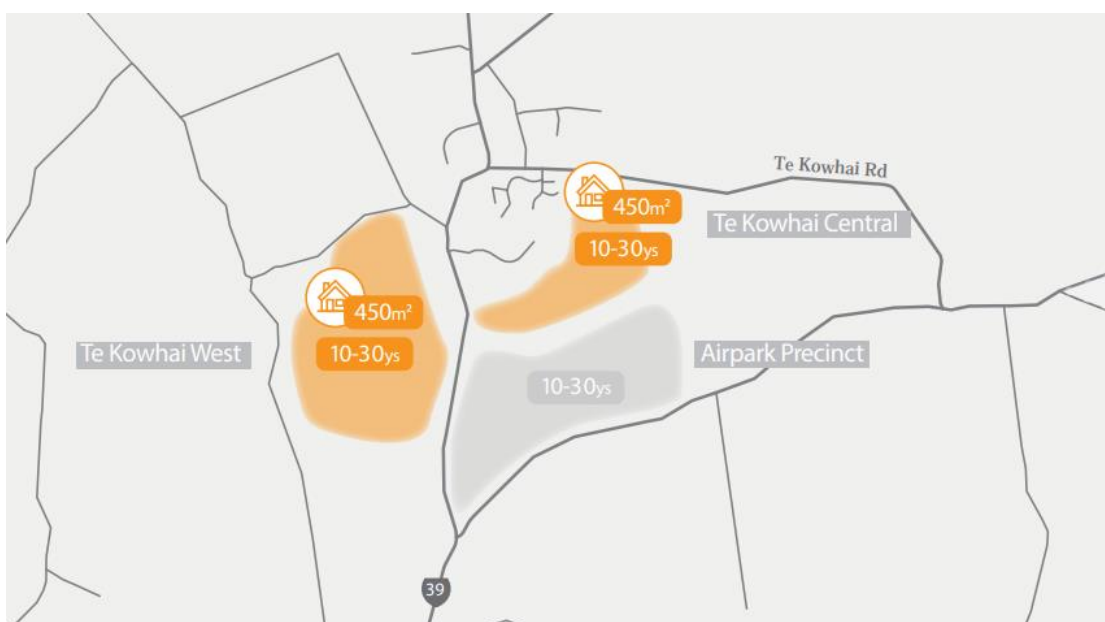 Te Kowhai Rd
450m²
Te Kowhai Central
10-30ys
450m²
Te Kowhai West
10-30ys
Airpark Precinct
10-30ys
39